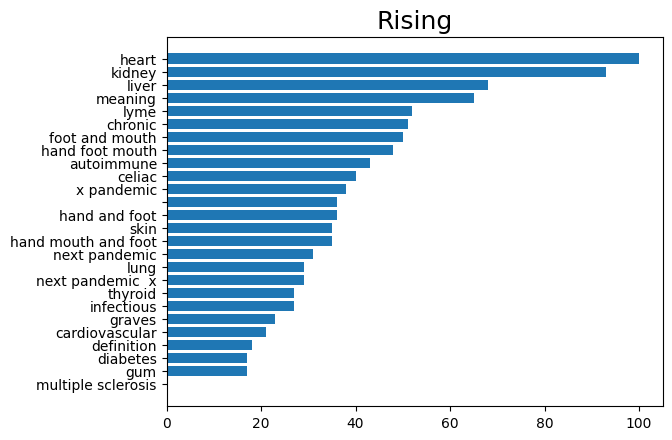 Rising
heart
kidney
liver
meaning
lyme
chronic
foot and mouth
hand foot mouth
autoimmune
celiac
x pandemic
hand and foot
skin
hand mouth and foot
next pandemic
lung
next pandemic  x
thyroid
infectious
graves
cardiovascular
definition
diabetes
gum
multiple sclerosis
0 20 40 60 80 100